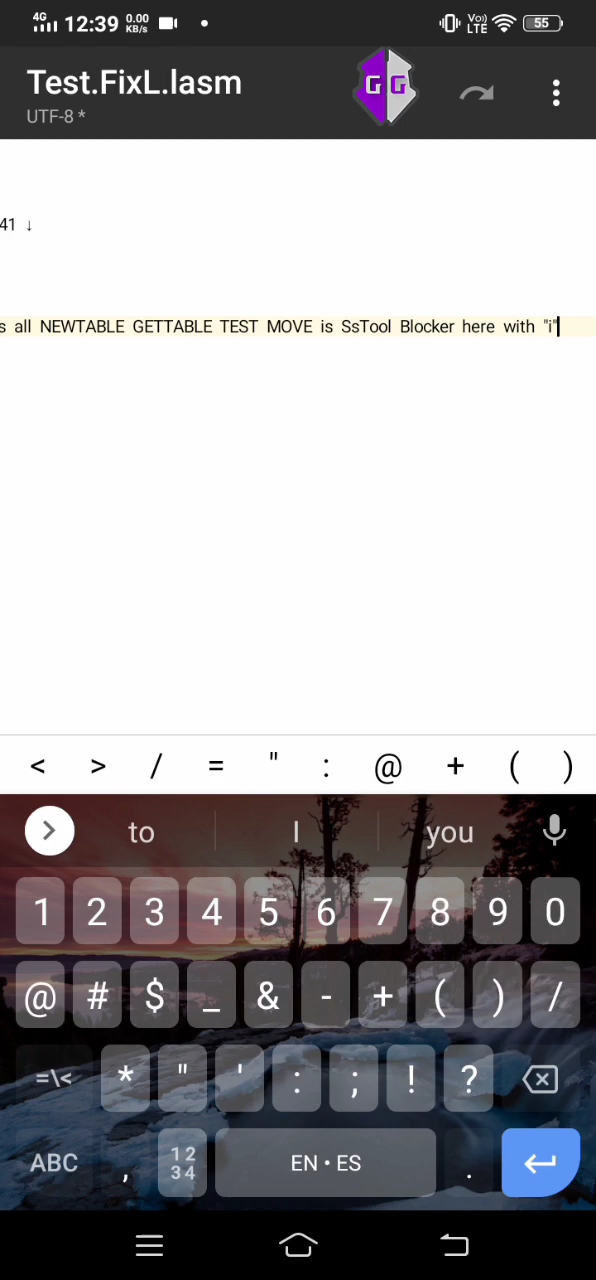 4G 12:39 0.00 KB/s Vo)) LTE 55
Test.FixL.lasm
UTF-8 *
G G
41 ↓
s all NEWTABLE GETTABLE TEST MOVE is SsTool Blocker here with "i"
< > / = " : @ + ( )
to I you
1 2 3 4 5 6 7 8 9 0
@ # $ _ & - + ( ) /
=\< * " ' : ; ! ?
ABC , 12 34 EN • ES .